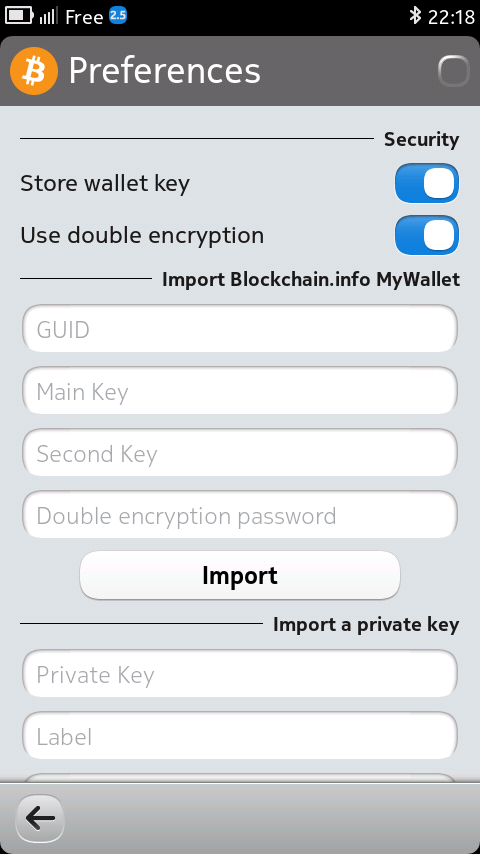 Free 2.5 22:18
Preferences
Security
Store wallet key
Use double encryption
Import Blockchain.info MyWallet
GUID
Main Key
Second Key
Double encryption password
Import
Import a private key
Private Key
Label